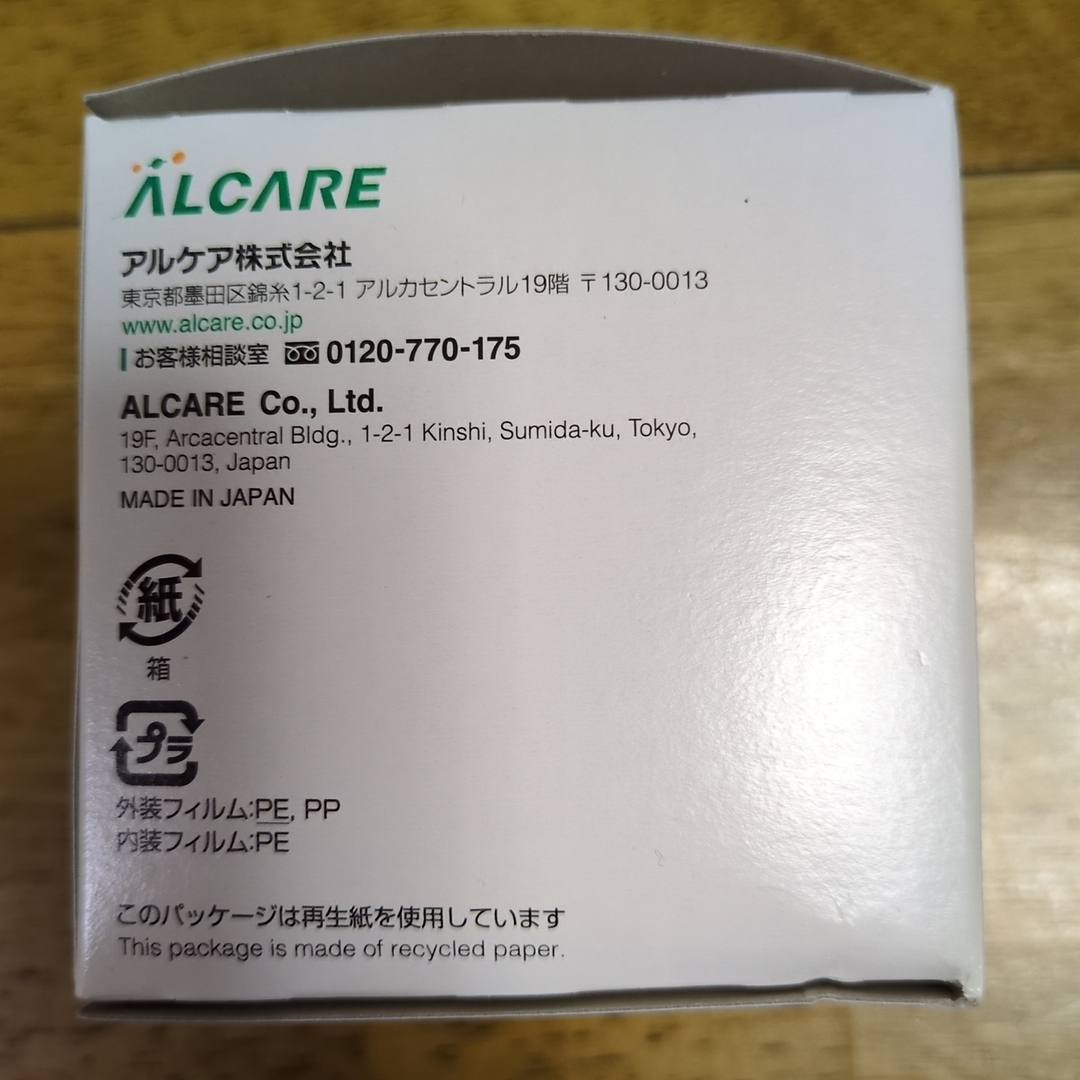 ALCARE
アルケア株式会社
東京都墨田区錦糸1-2-1 アルカセントラル19階 〒130-0013
www.alcare.co.jp
お客様相談室 0120-770-175
ALCARE Co., Ltd.
19F, Arcacentral Bldg., 1-2-1 Kinshi, Sumida-ku, Tokyo,
130-0013, Japan
MADE IN JAPAN
紙
箱
プラ
外装フィルム:PE, PP
内装フィルム:PE
このパッケージは再生紙を使用しています
This package is made of recycled paper.